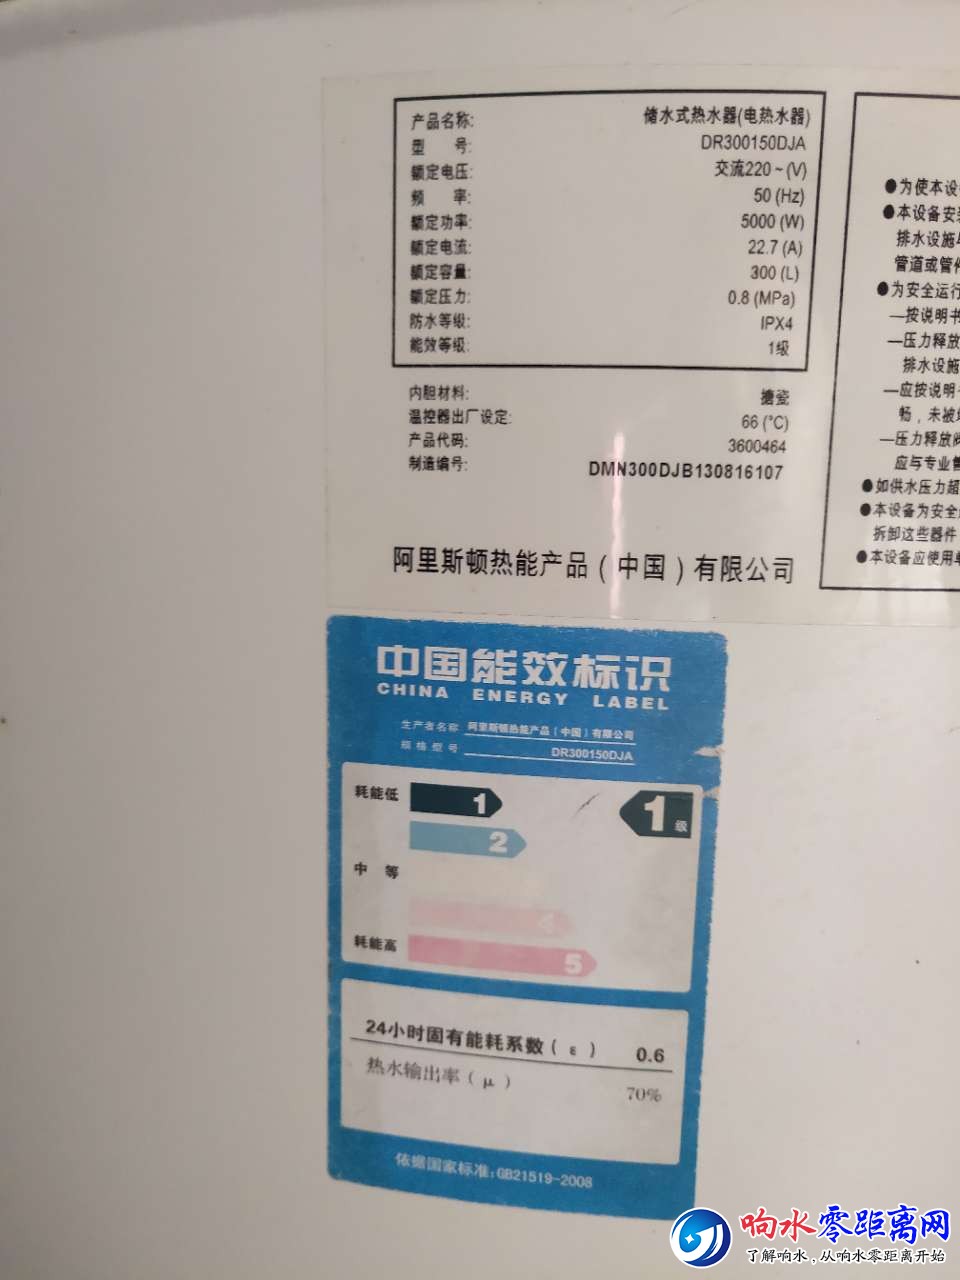 产品名称: 储水式热水器(电热水器)
型 号: DR300150DJA
额定电压: 交流220～(V)
频 率: 50 (Hz)
额定功率: 5000 (W)
额定电流: 22.7 (A)
额定容量: 300 (L)
额定压力: 0.8 (MPa)
防水等级: IPX4
能效等级: 1级
内胆材料: 搪瓷
温控器出厂设定: 66 (°C)
产品代码: 3600464
制造编号: DMN300DJB130816107
阿里斯顿热能产品（中国）有限公司
●为使本设
●本设备安装
排水设施
管道或管件
●为安全运行
—按说明书
—压力释放
排水设施
—应按说明
畅，未被
—压力释放阀
应与专业
●如供水压力超
●本设备为安全
拆卸这些器件
●本设备应使用单
中国能效标识
CHINA ENERGY LABEL
生产者名称 阿里斯顿热能产品（中国）有限公司
规格型号 DR300150DJA
耗能低 1
1级
2
中 等
4
耗能高 5
24小时固有能耗系数（ε） 0.6
热水输出率（μ） 70%
依据国家标准:GB21519-2008
响水零距离网
了解响水，从响水零距离开始